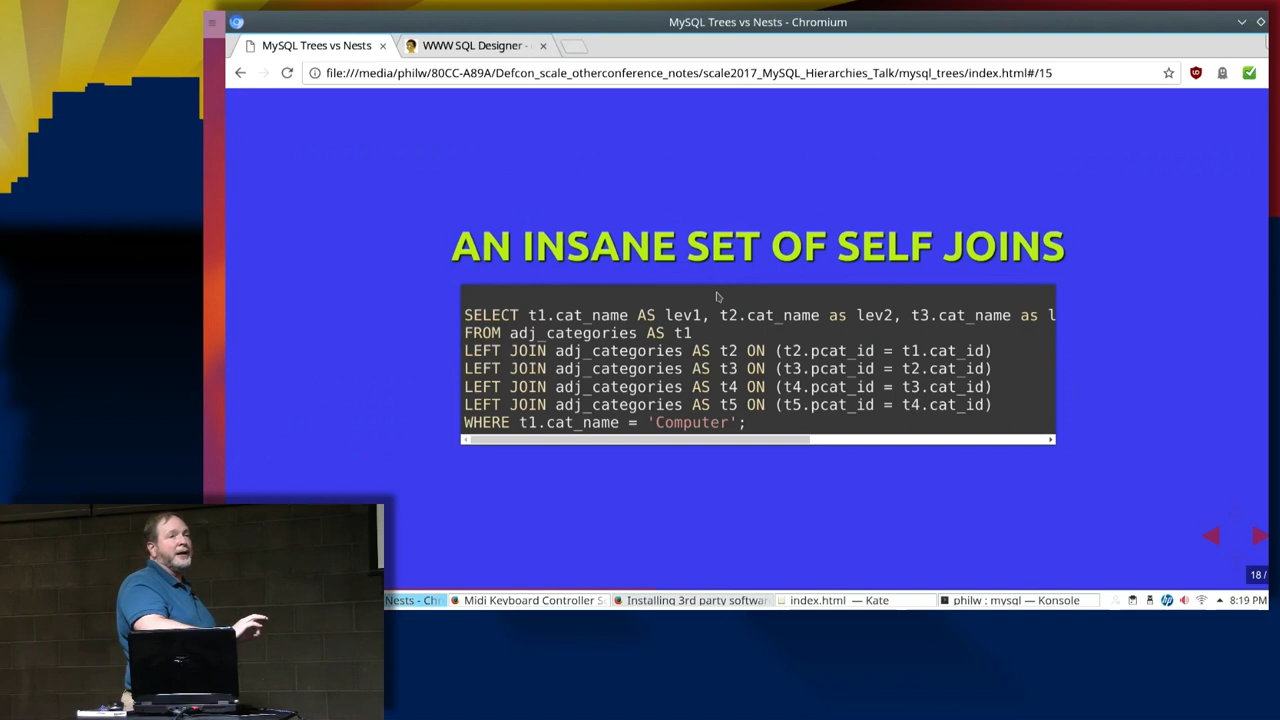 MySQL Trees vs Nests - Chromium
MySQL Trees vs Nests
WWW SQL Designer -
file:///media/philw/80CC-A89A/Defcon_scale_otherconference_notes/scale2017_MySQL_Hierarchies_Talk/mysql_trees/index.html#/15
AN INSANE SET OF SELF JOINS
SELECT t1.cat_name AS lev1, t2.cat_name as lev2, t3.cat_name as l
FROM adj_categories AS t1
LEFT JOIN adj_categories AS t2 ON (t2.pcat_id = t1.cat_id)
LEFT JOIN adj_categories AS t3 ON (t3.pcat_id = t2.cat_id)
LEFT JOIN adj_categories AS t4 ON (t4.pcat_id = t3.cat_id)
LEFT JOIN adj_categories AS t5 ON (t5.pcat_id = t4.cat_id)
WHERE t1.cat_name = 'Computer';
18 /
Nests - Chr
Midi Keyboard Controller S
Installing 3rd party softwa
index.html — Kate
philw : mysql — Konsole
hp
8:19 PM